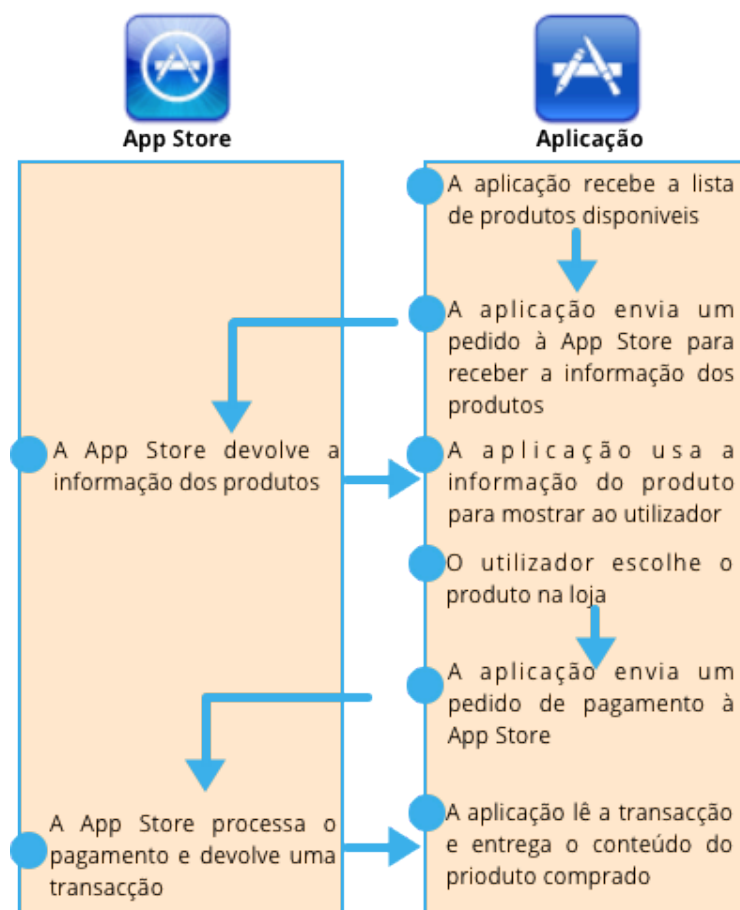 App Store
Aplicação
A aplicação recebe a lista
de produtos disponiveis
A aplicação envia um
pedido à App Store para
receber a informação dos
produtos
A App Store devolve a
informação dos produtos
A aplicação usa a
informação do produto
para mostrar ao utilizador
O utilizador escolhe o
produto na loja
A aplicação envia um
pedido de pagamento à
App Store
A App Store processa o
pagamento e devolve uma
transacção
A aplicação lê a transacção
e entrega o conteúdo do
prioduto comprado